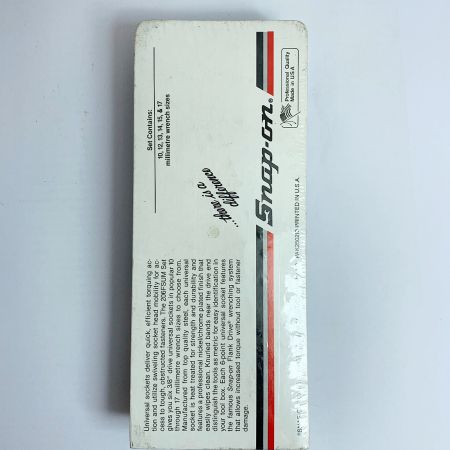 Set Contains:
10, 12, 13, 14, 15, & 17
millimetre wrench sizes
...there is a
difference
Snap-on®
Professional Quality
Made in U.S.A.
PRINTED IN U.S.A.
Universal sockets deliver quick, efficient torquing ac-
tion and utilize swiveling socket head mobility for ac-
cess to tough, obstructed fasteners. The 206FSUM Set
gives you six 3/8" drive universal sockets in popular 10
through 17 millimetre wrench sizes to choose from.
Manufactured from top quality steel, each universal
socket is heat treated for strength and durability and
features a professional nickel/chrome plated finish that
easily wipes clean. Knurled bands near the drive end
distinguish the tools as metric for easy identification in
your tool box. Each 6-point universal socket features
the famous Snap-on Flank Drive® wrenching system
that allows increased torque without tool or fastener
damage.